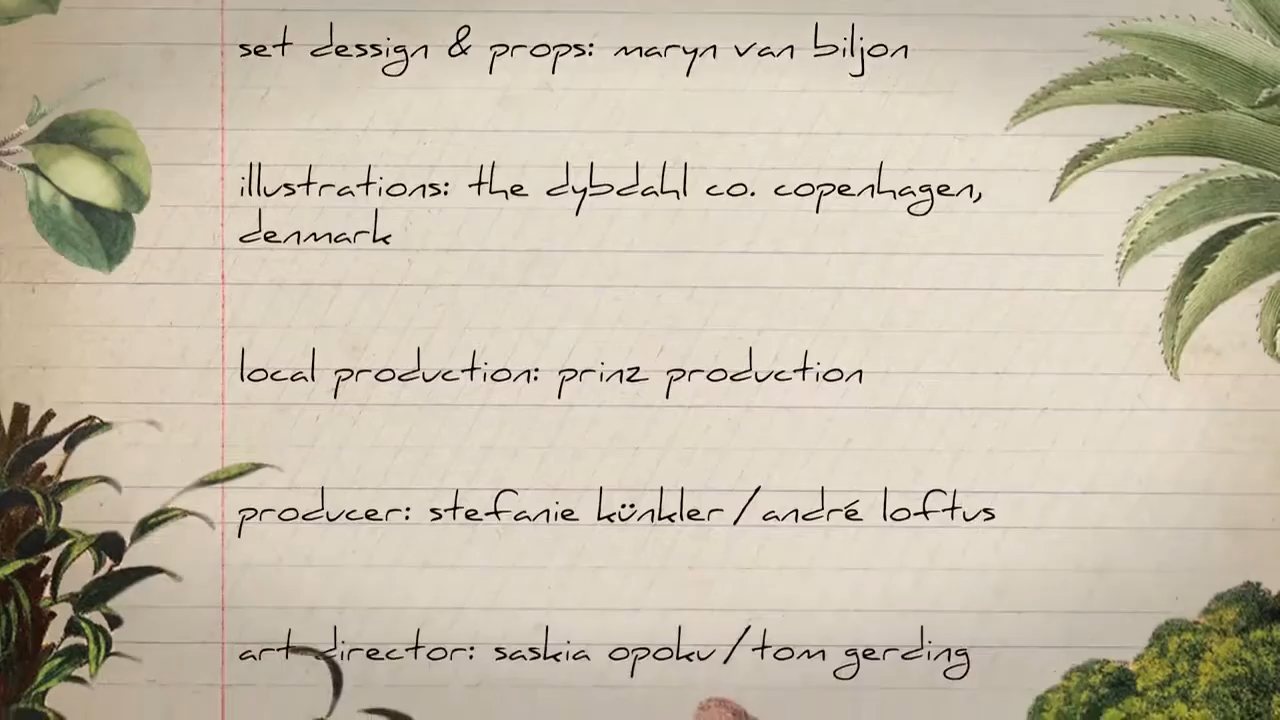 set dessign & props: maryn van biljon
illustrations: the dybdahl co. copenhagen,
denmark
local production: prinz production
producer: stefanie künkler/andré loftus
art director: saskia opoku/tom gerding